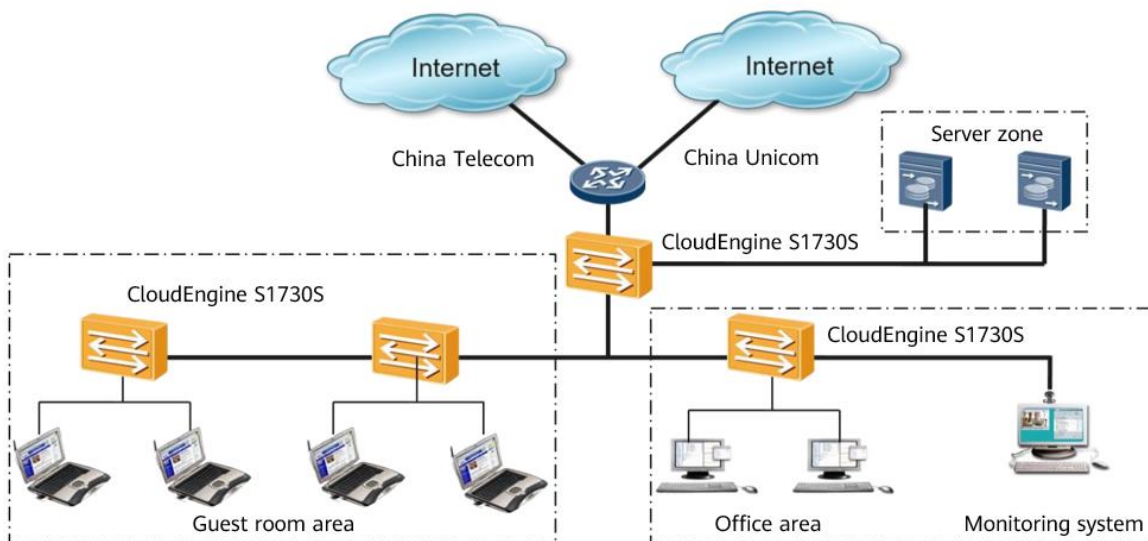 Internet
Internet
China Telecom
China Unicom
Server zone
CloudEngine S1730S
CloudEngine S1730S
CloudEngine S1730S
Guest room area
Office area
Monitoring system